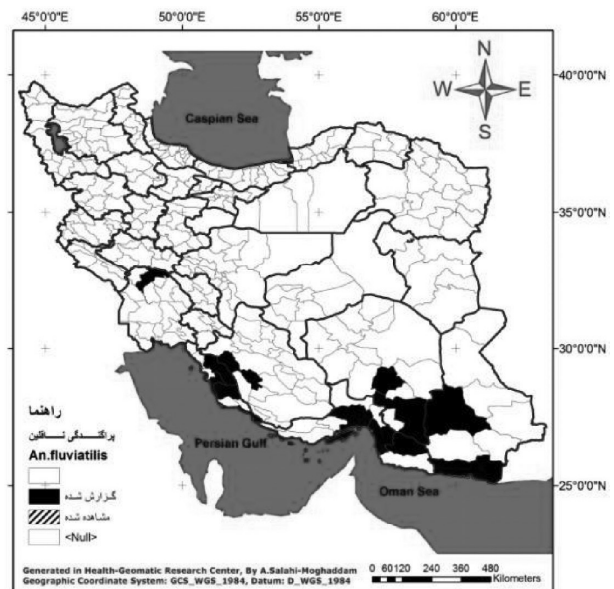 45°0'0"E 50°0'0"E 55°0'0"E 60°0'0"E
N
W E
S
40°0'0"N
35°0'0"N
30°0'0"N
25°0'0"N
Caspian Sea
Persian Gulf
Oman Sea
راهنما
پراکندگی ناقلین
An.fluviatilis
گزارش شده
مشاهده شده
<Null>
Generated in Health-Geomatic Research Center, By A.Salahi-Moghaddam
Geographic Coordinate System: GCS_WGS_1984, Datum: D_WGS_1984
0 60 120 240 360 480
Kilometers